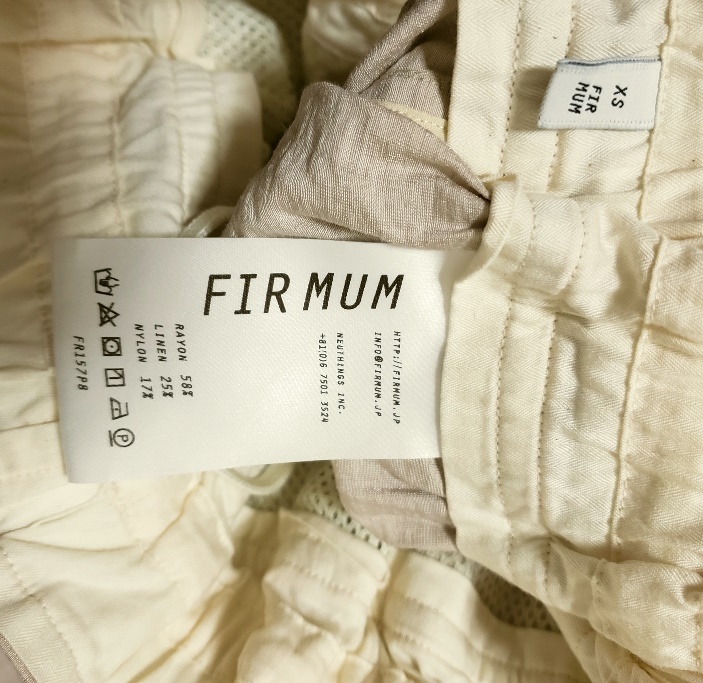 XS
FIR
MUM
FIRMUM
HTTP://FIRMUM.JP
INFO@FIRMUM.JP
NEUTHINGS INC.
+81(0)6 7501 3524
RAYON 58%
LINEN 25%
NYLON 17%
FR157P8